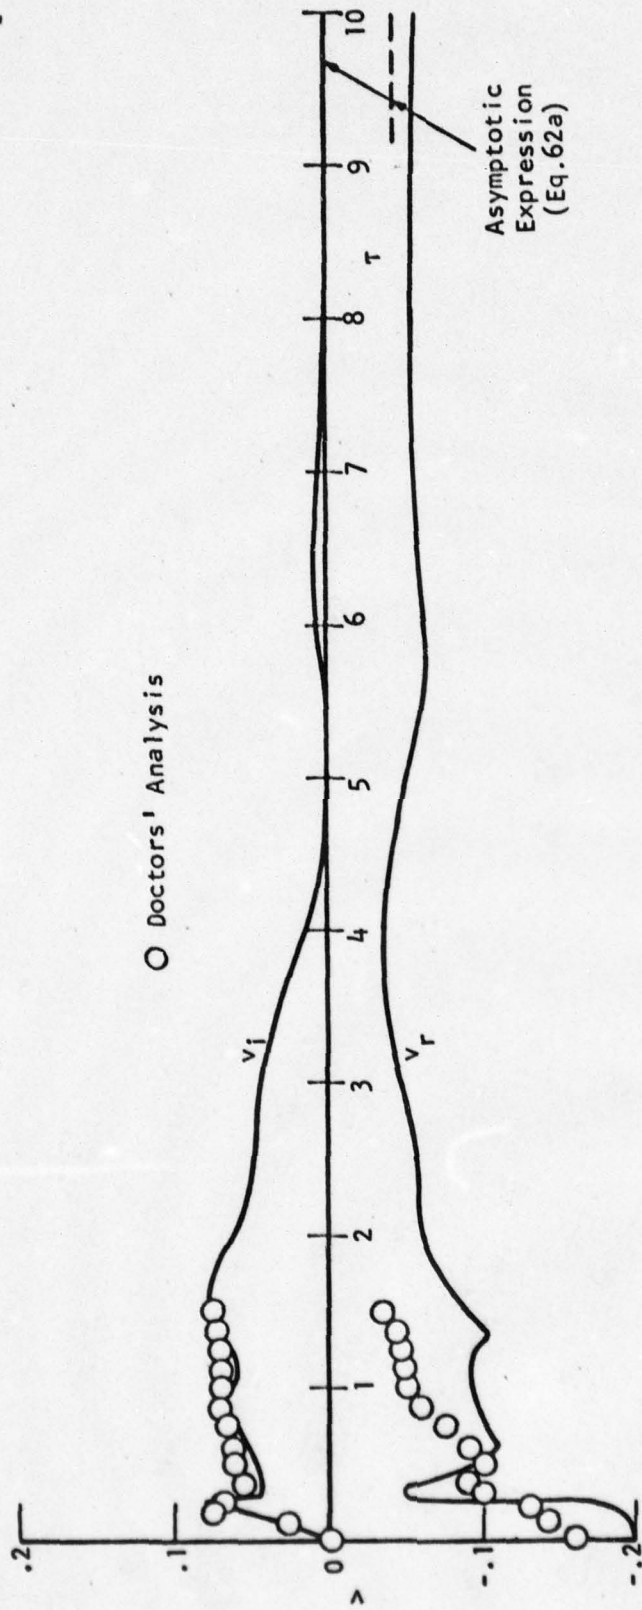 O Doctors' Analysis
.2
.1
0
-.1
-.2
v
v_i
v_r
1
2
3
4
5
6
7
8
τ
9
10
Asymptotic
Expression
(Eq.62a)